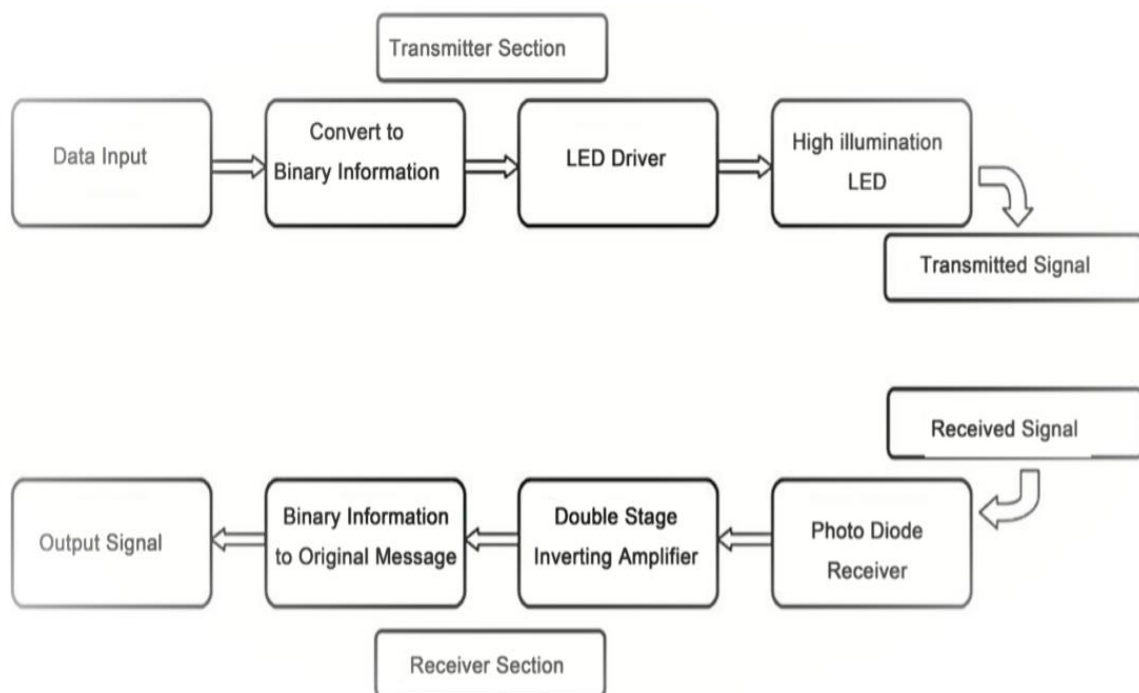 Transmitter Section
Data Input
Convert to
Binary Information
LED Driver
High illumination
LED
Transmitted Signal
Received Signal
Photo Diode
Receiver
Double Stage
Inverting Amplifier
Binary Information
to Original Message
Output Signal
Receiver Section